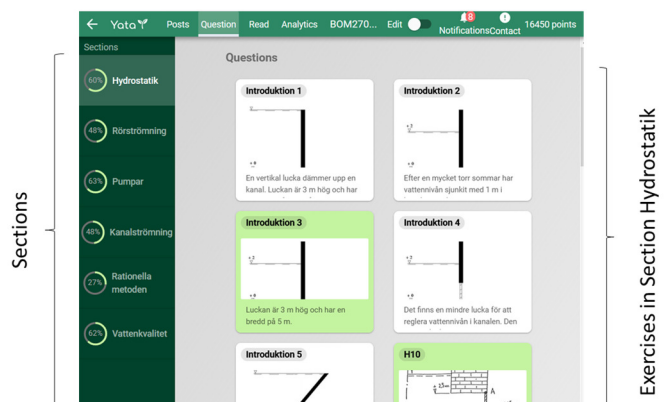 Yata
Posts
Question
Read
Analytics
BOM270...
Edit
8
Notifications
Contact
16450 points
Sections
60%
Hydrostatik
48%
Rörströmning
63%
Pumpar
48%
Kanalströmning
27%
Rationella
metoden
62%
Vattenkvalitet
Questions
Introduktion 1
En vertikal lucka dämmer upp en
kanal. Luckan är 3 m hög och har
Introduktion 2
Efter en mycket torr sommar har
vattennivån sjunkit med 1 m i
Introduktion 3
Luckan är 3 m hög och har en
bredd på 5 m.
Introduktion 4
Det finns en mindre lucka för att
reglera vattennivån i kanalen. Den
Introduktion 5
H10
A
Sections
Exercises in Section Hydrostatik